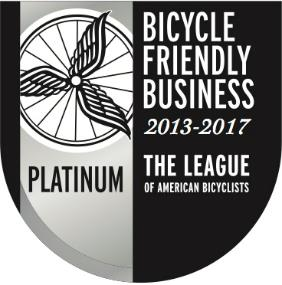 BICYCLE
FRIENDLY
BUSINESS
2013-2017
PLATINUM
THE LEAGUE
OF AMERICAN BICYCLISTS